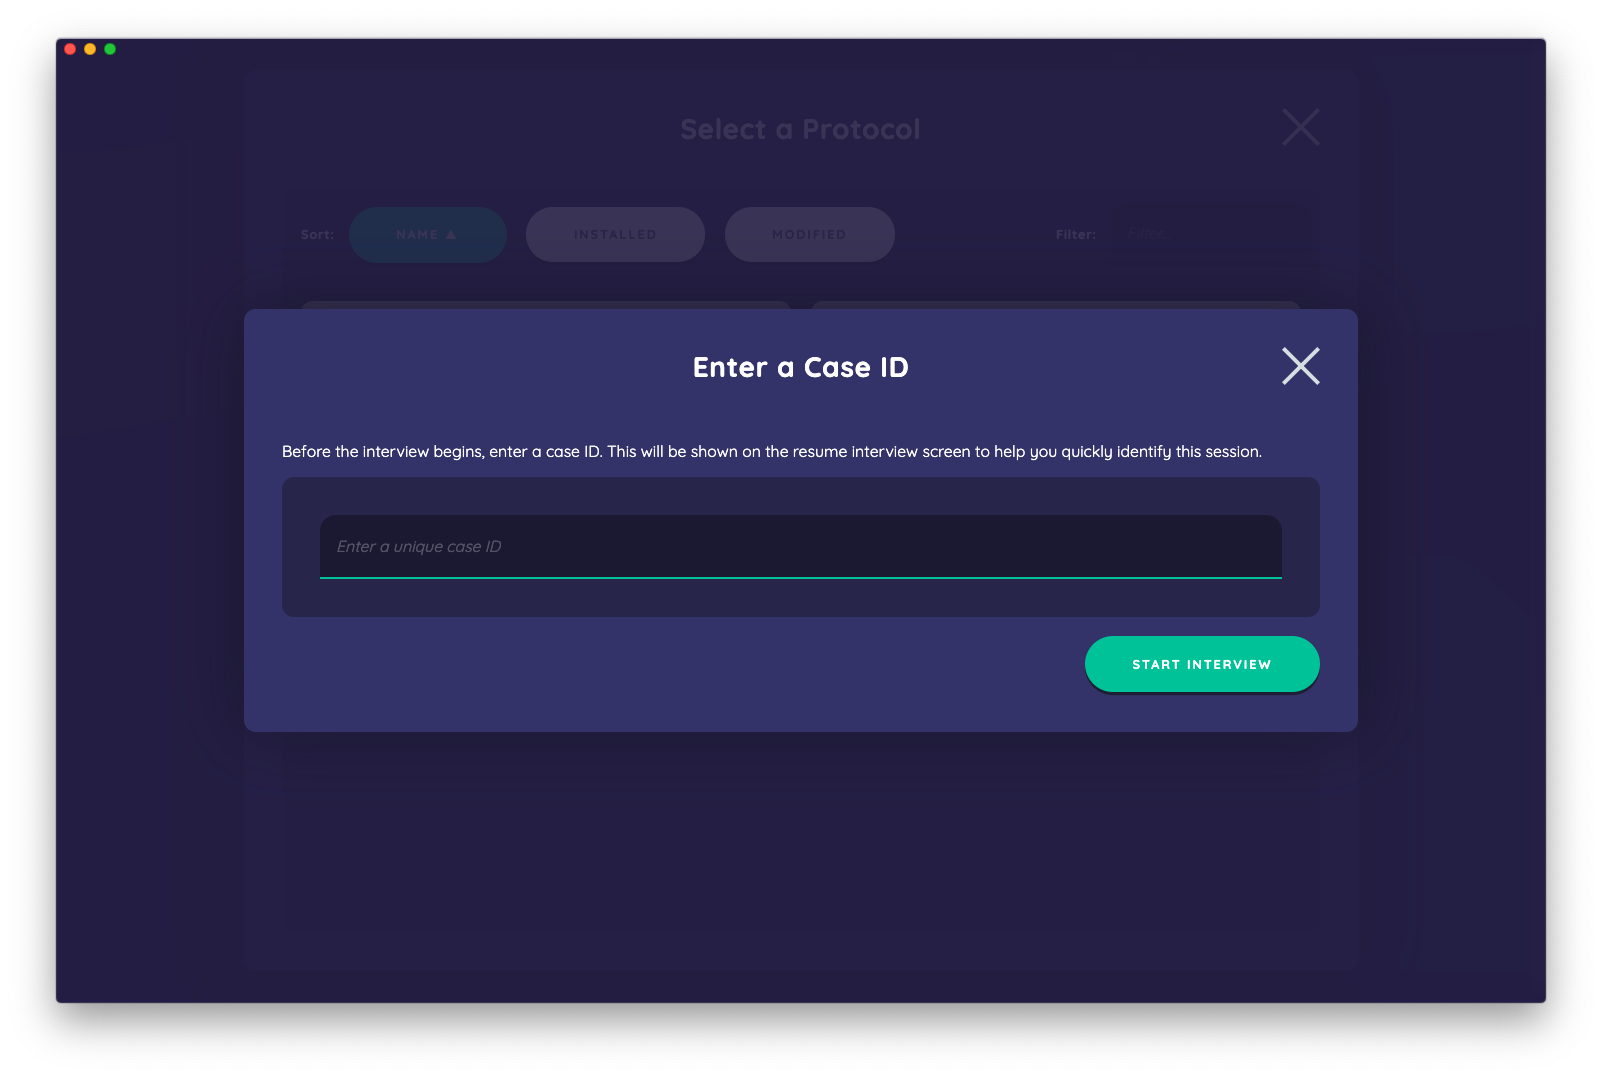 Select a Protocol
Sort: NAME ▲ INSTALLED MODIFIED Filter: Filter...
Enter a Case ID
Before the interview begins, enter a case ID. This will be shown on the resume interview screen to help you quickly identify this session.
Enter a unique case ID
START INTERVIEW